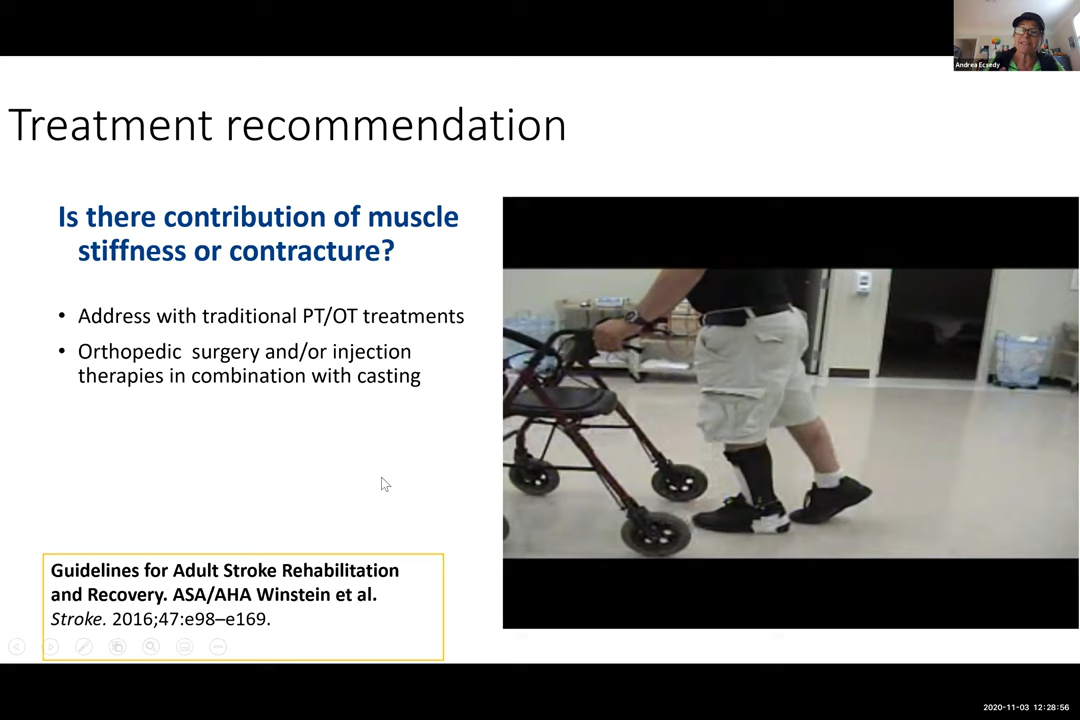 Andrea Ecsedy
Treatment recommendation
Is there contribution of muscle
stiffness or contracture?
• Address with traditional PT/OT treatments
• Orthopedic surgery and/or injection
therapies in combination with casting
Guidelines for Adult Stroke Rehabilitation
and Recovery. ASA/AHA Winstein et al.
Stroke. 2016;47:e98–e169.
2020-11-03 12:28:56